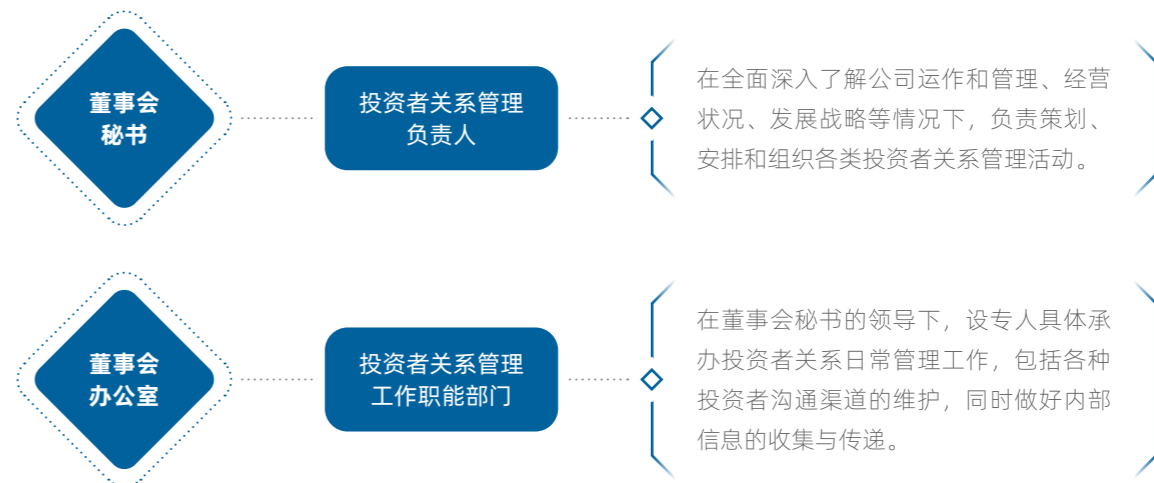 董事会
秘书
投资者关系管理
负责人
在全面深入了解公司运作和管理、经营
状况、发展战略等情况下，负责策划、
安排和组织各类投资者关系管理活动。
董事会
办公室
投资者关系管理
工作职能部门
在董事会秘书的领导下，设专人具体承
办投资者关系日常管理工作，包括各种
投资者沟通渠道的维护，同时做好内部
信息的收集与传递。